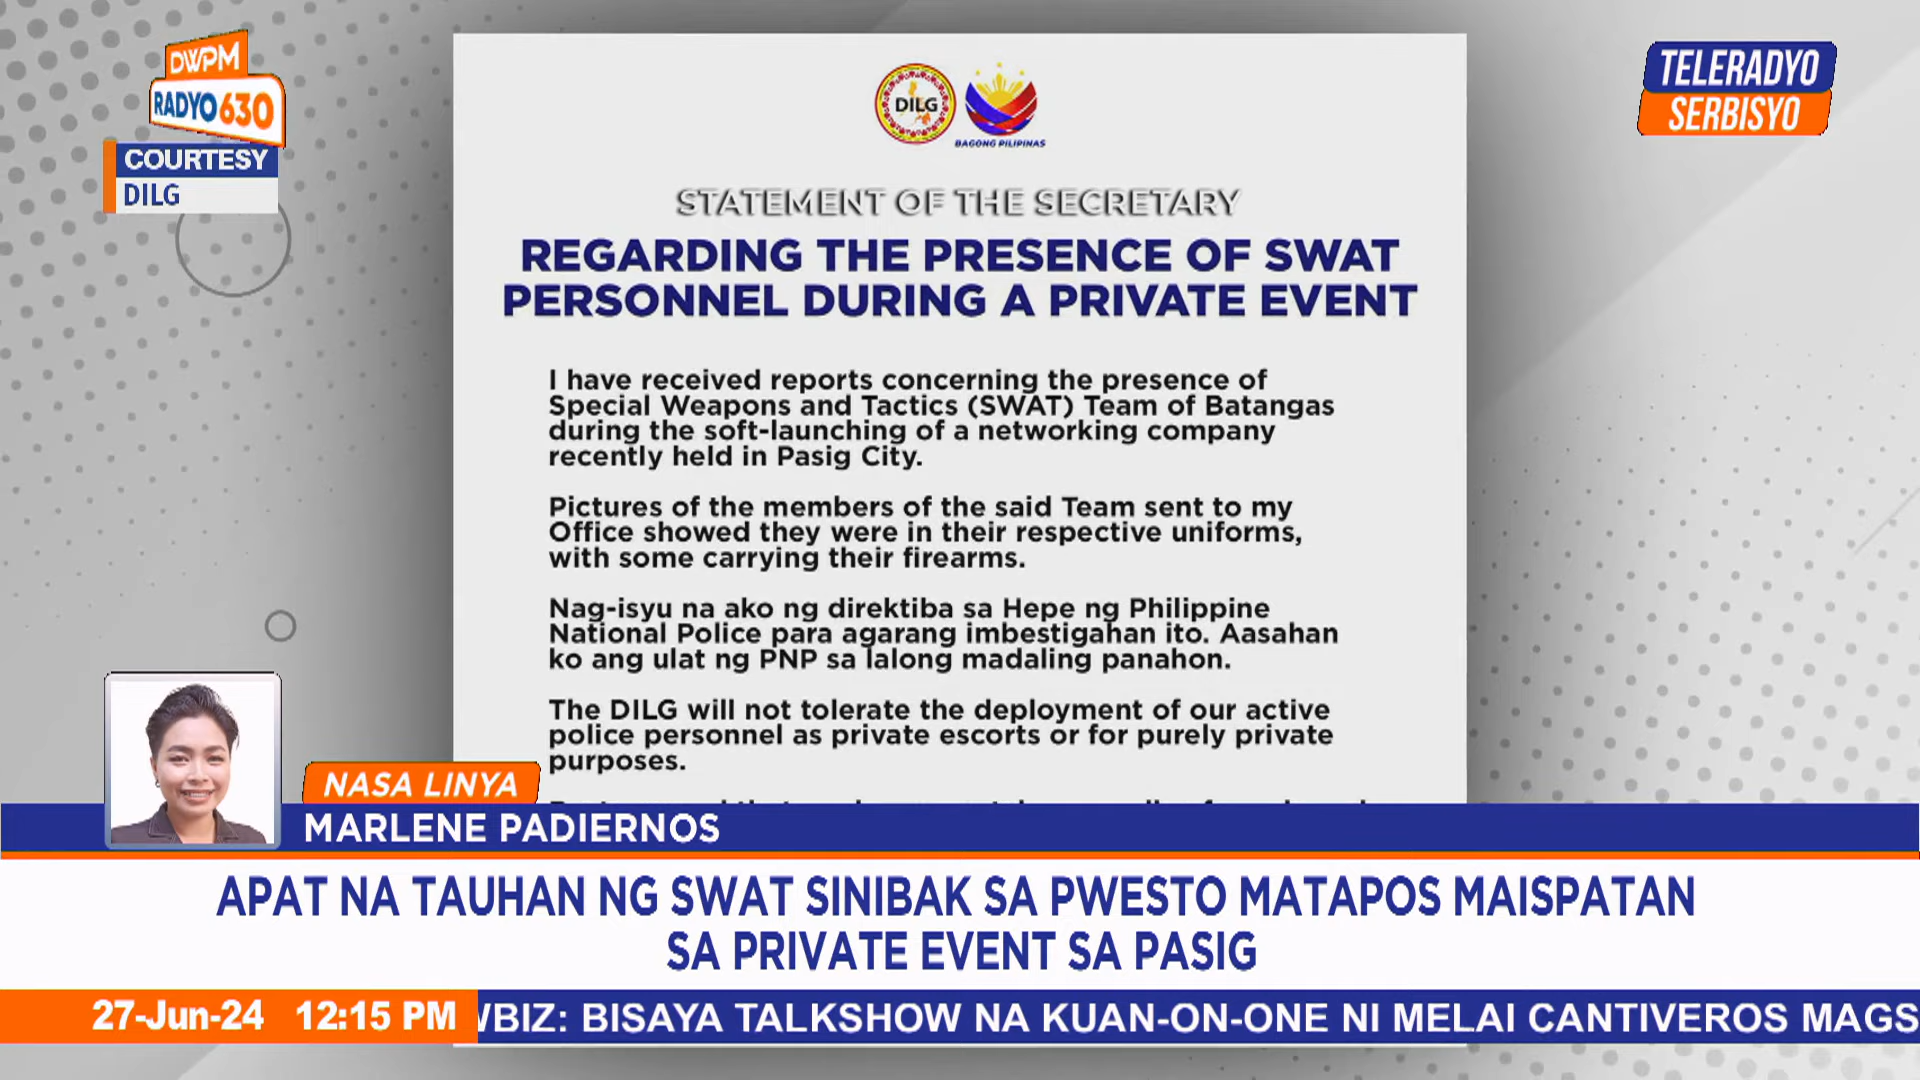 DWPM
RADYO 630
COURTESY
DILG
TELERADYO
SERBISYO
DILG
BAGONG PILIPINAS
STATEMENT OF THE SECRETARY
REGARDING THE PRESENCE OF SWAT
PERSONNEL DURING A PRIVATE EVENT
I have received reports concerning the presence of
Special Weapons and Tactics (SWAT) Team of Batangas
during the soft-launching of a networking company
recently held in Pasig City.
Pictures of the members of the said Team sent to my
Office showed they were in their respective uniforms,
with some carrying their firearms.
Nag-isyu na ako ng direktiba sa Hepe ng Philippine
National Police para agarang imbestigahan ito. Aasahan
ko ang ulat ng PNP sa lalong madaling panahon.
The DILG will not tolerate the deployment of our active
police personnel as private escorts or for purely private
purposes.
NASA LINYA
MARLENE PADIERNOS
APAT NA TAUHAN NG SWAT SINIBAK SA PWESTO MATAPOS MAISPATAN
SA PRIVATE EVENT SA PASIG
27-Jun-24 12:15 PM
WBIZ: BISAYA TALKSHOW NA KUAN-ON-ONE NI MELAI CANTIVEROS MAGS